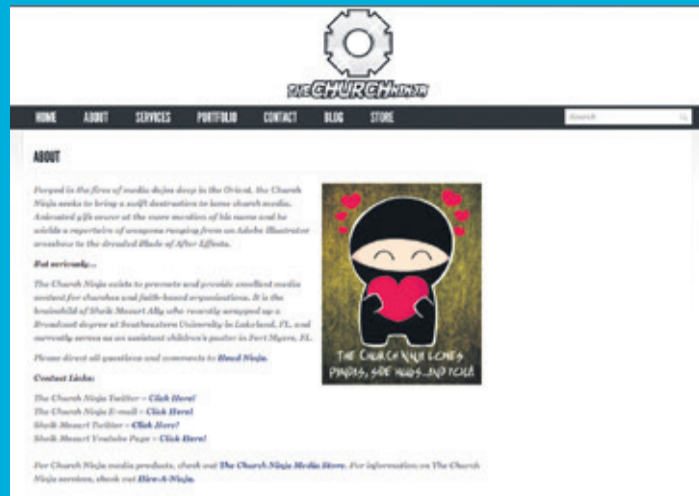 THE CHURCH NINJA
HOME ABOUT SERVICES PORTFOLIO CONTACT BLOG STORE Search
ABOUT
Forged in the fires of media dojos deep in the Orient, the Church
Ninja seeks to bring a swift destruction to lame church media.
Animated gifs cower at the mere mention of his name and he
wields a repertoire of weapons ranging from an Adobe Illustrator
crossbow to the dreaded Blade of After Effects.
But seriously...
The Church Ninja exists to promote and provide excellent media
content for churches and faith-based organizations. It is the
brainchild of Sheik Mozart Ally who recently wrapped up a
Broadcast degree at Southeastern University in Lakeland, FL, and
currently serves as an assistant children's pastor in Fort Myers, FL.
Please direct all questions and comments to Head Ninja.
Contact Links:
The Church Ninja Twitter – Click Here!
The Church Ninja E-mail – Click Here!
Sheik Mozart Twitter – Click Here!
Sheik Mozart Youtube Page – Click Here!
THE CHURCH NINJA LOVES
PANDAS, SIDE HUGS...AND YOU!
For Church Ninja media products, check out The Church Ninja Media Store. For information on The Church
Ninja services, check out Hire-A-Ninja.